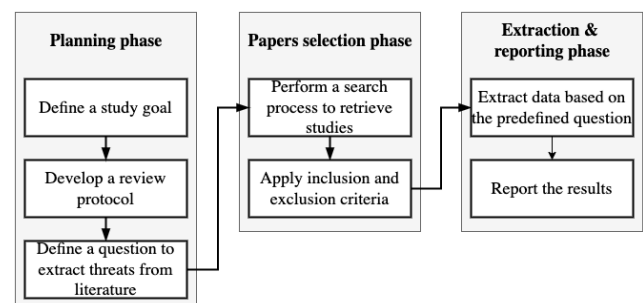 Planning phase
Define a study goal
Develop a review
protocol
Define a question to
extract threats from
literature
Papers selection phase
Perform a search
process to retrieve
studies
Apply inclusion and
exclusion criteria
Extraction &
reporting phase
Extract data based on
the predefined question
Report the results